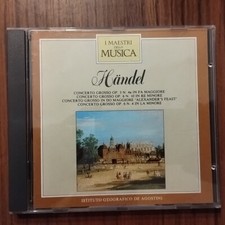 I MAESTRI
DELLA
MUSICA
Händel
CONCERTO GROSSO OP. 3 N. 4a IN FA MAGGIORE
CONCERTO GROSSO OP. 6 N. 10 IN RE MINORE
CONCERTO GROSSO IN DO MAGGIORE "ALEXANDER'S FEAST"
CONCERTO GROSSO OP. 6 N. 4 IN LA MINORE
ISTITUTO GEOGRAFICO DE AGOSTINI